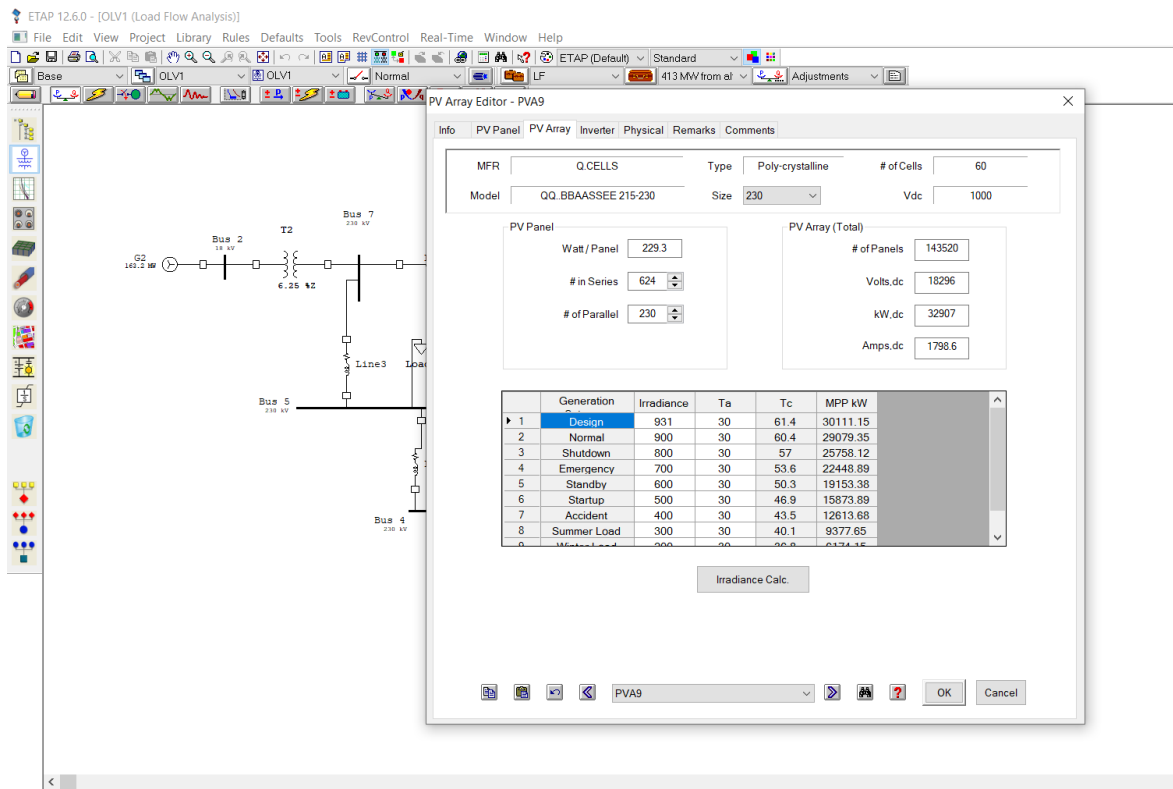 ETAP 12.6.0 - [OLV1 (Load Flow Analysis)]
File Edit View Project Library Rules Defaults Tools RevControl Real-Time Window Help
ETAP (Default) Standard
Base OLV1 OLV1 Normal LF 413 MW from al Adjustments
PV Array Editor - PVA9
Info PV Panel PV Array Inverter Physical Remarks Comments
MFR Q.CELLS Type Poly-crystalline # of Cells 60
Model QQ..BBAASSEE 215-230 Size 230 Vdc 1000
PV Panel PV Array (Total)
Watt / Panel 229.3 # of Panels 143520
# in Series 624 Volts,dc 18296
# of Parallel 230 kW,dc 32907
Amps,dc 1798.6
Generation Irradiance Ta Tc MPP kW
1 Design 931 30 61.4 30111.15
2 Normal 900 30 60.4 29079.35
3 Shutdown 800 30 57 25758.12
4 Emergency 700 30 53.6 22448.89
5 Standby 600 30 50.3 19153.38
6 Startup 500 30 46.9 15873.89
7 Accident 400 30 43.5 12613.68
8 Summer Load 300 30 40.1 9377.65
Irradiance Calc.
PVA9 OK Cancel
Bus 7
230 kV
T2
Bus 2
18 kV
G2
163.2 MW
6.25 %Z
Line3 Load
Bus 5
230 kV
Bus 4
230 kV